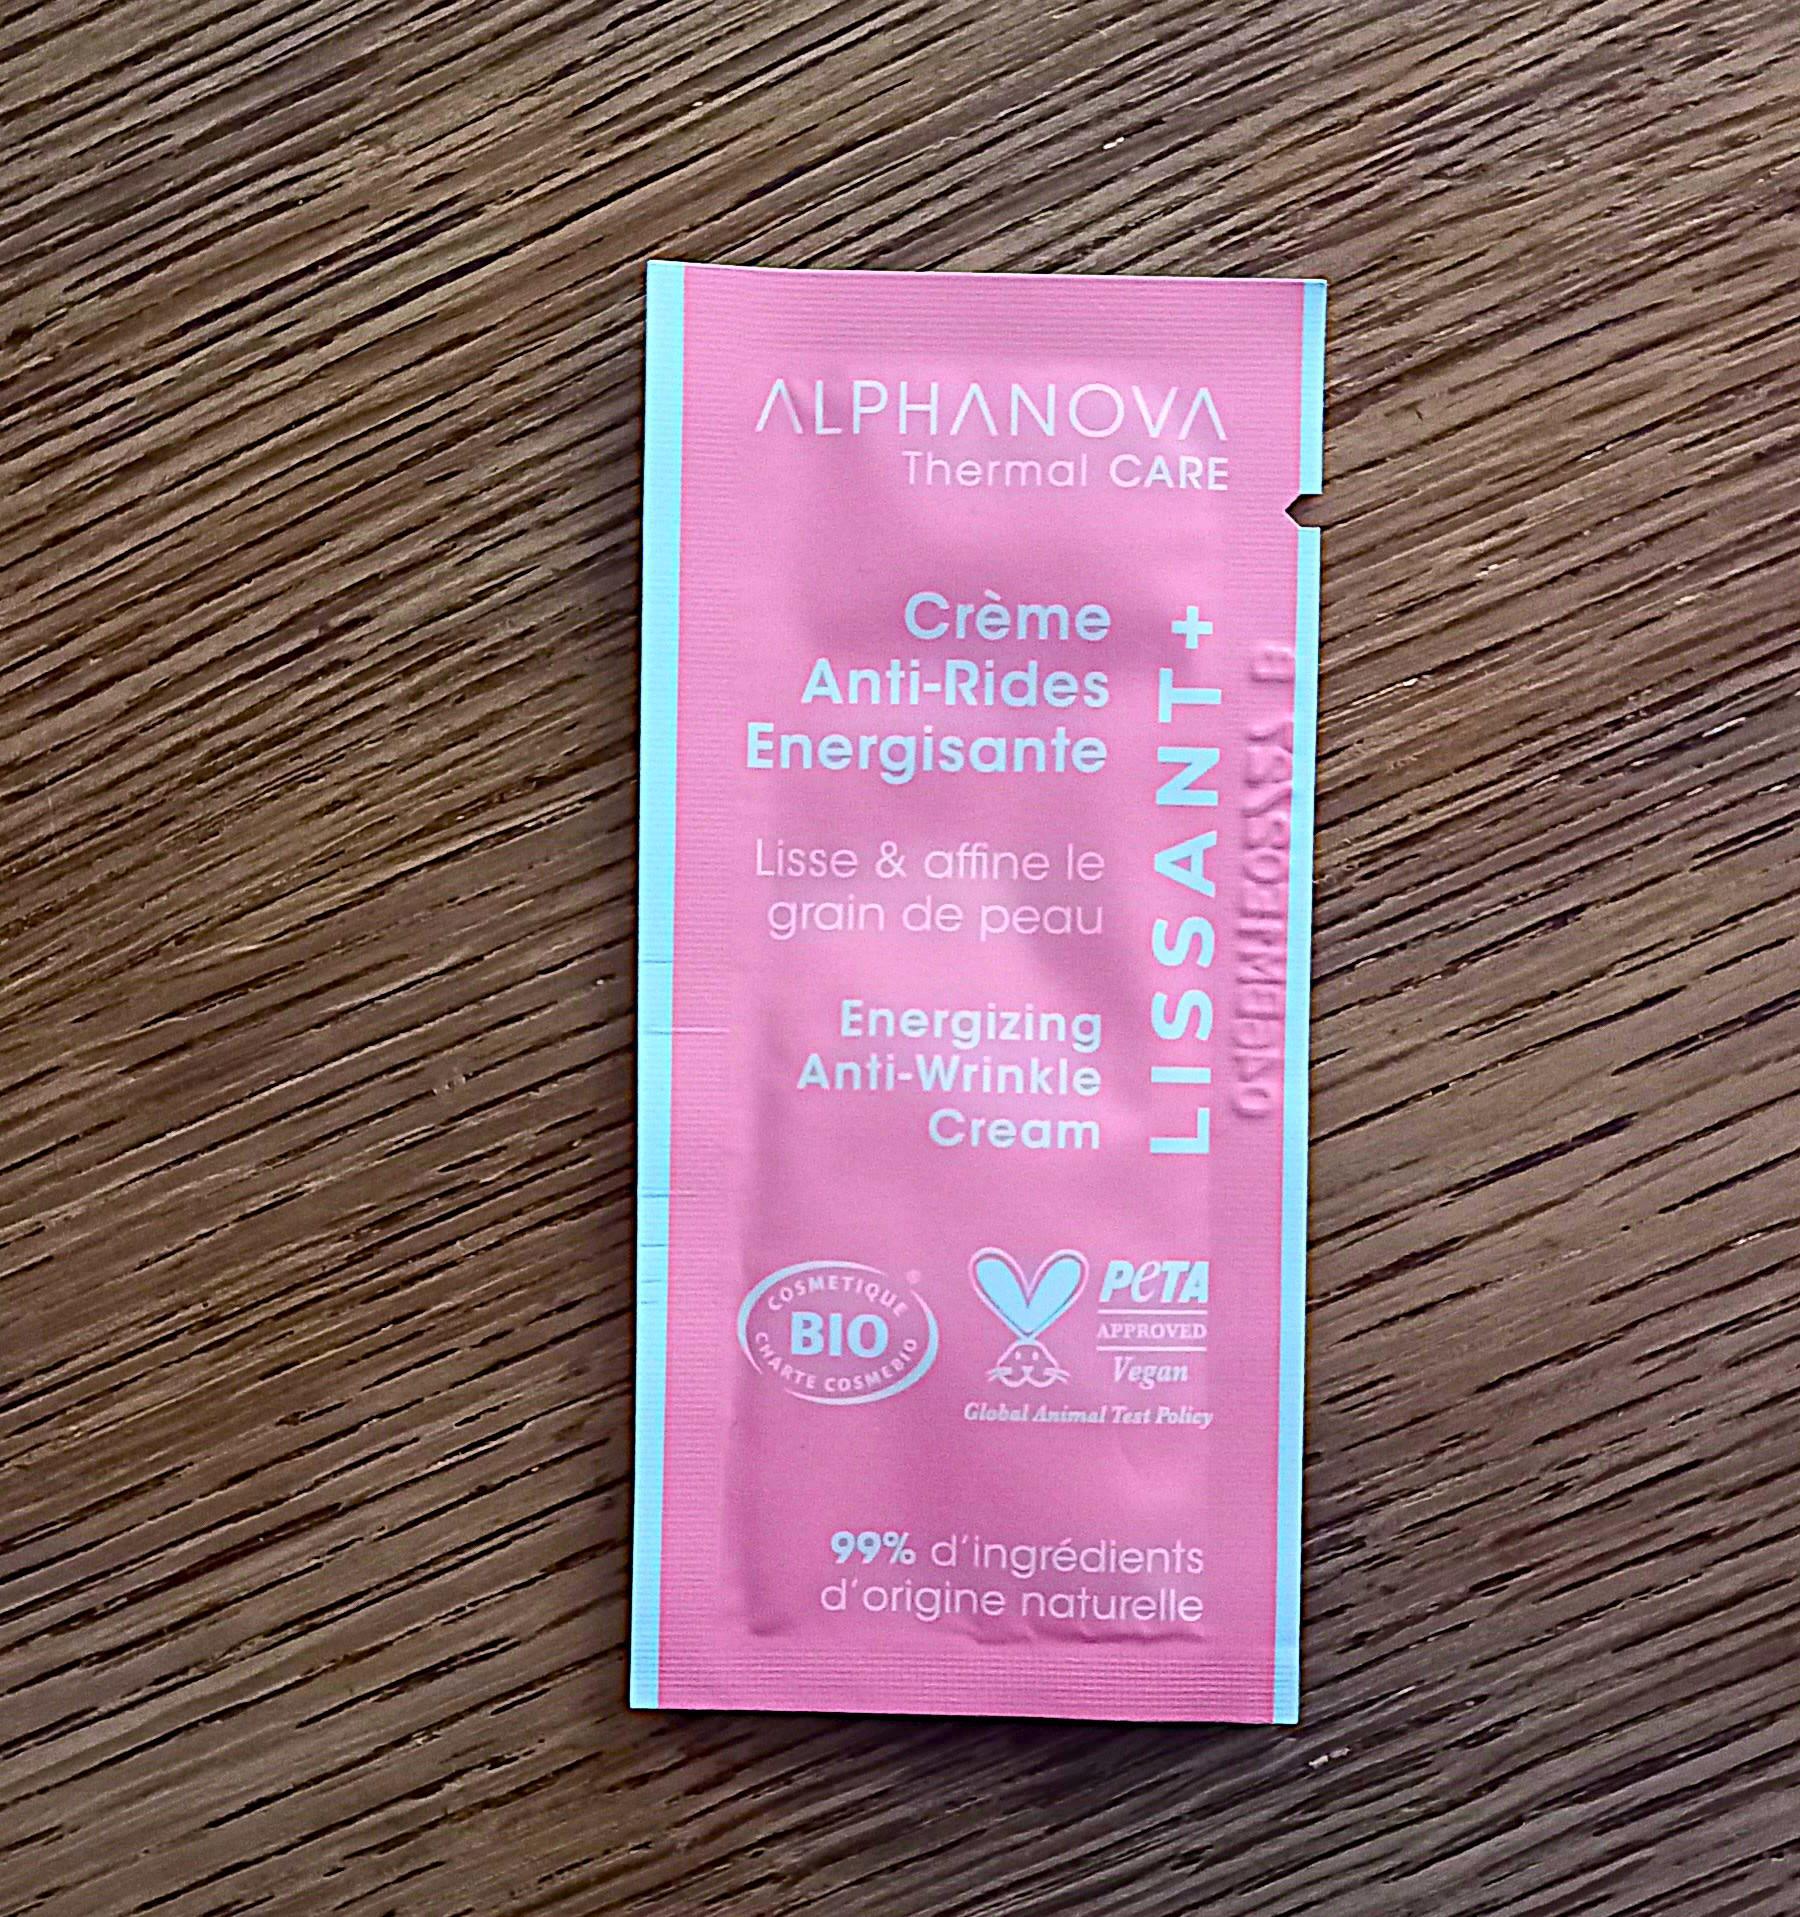 ALPHANOVA
Thermal CARE
Crème
Anti-Rides
Energisante
LISSANT+
Lisse & affine le
grain de peau
Energizing
Anti-Wrinkle
Cream
COSMETIQUE
BIO
CHARTE COSMEBIO
®
PeTA
APPROVED
Vegan
Global Animal Test Policy
99% d'ingrédients
d'origine naturelle